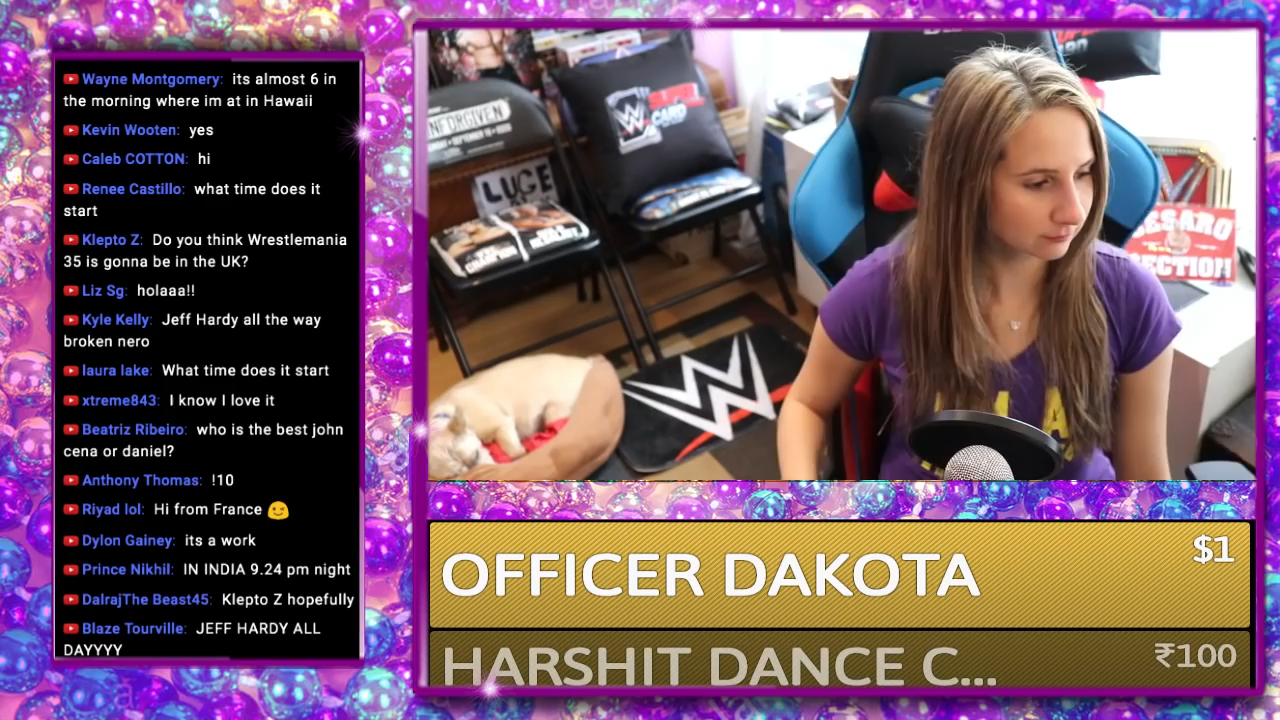 Wayne Montgomery: its almost 6 in
the morning where im at in Hawaii
Kevin Wooten: yes
Caleb COTTON: hi
Renee Castillo: what time does it
start
Klepto Z: Do you think Wrestlemania
35 is gonna be in the UK?
Liz Sg: holaaa!!
Kyle Kelly: Jeff Hardy all the way
broken nero
laura lake: What time does it start
xtreme843: I know I love it
Beatriz Ribeiro: who is the best john
cena or daniel?
Anthony Thomas: !10
Riyad lol: Hi from France 😊
Dylon Gainey: its a work
Prince Nikhil: IN INDIA 9.24 pm night
DalrajThe Beast45: Klepto Z hopefully
Blaze Tourville: JEFF HARDY ALL
DAYYYY
LUGE
CARD
OFFICER DAKOTA
$1
HARSHIT DANCE C...
₹100